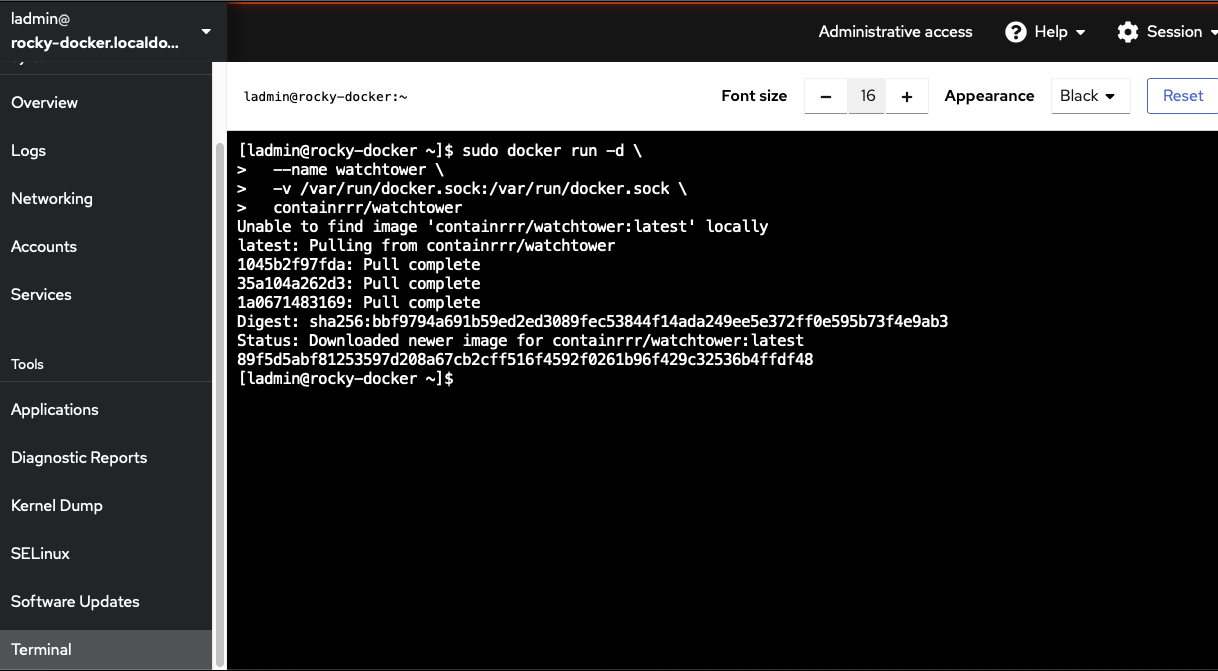 ladmin@
rocky-docker.localdo...
Administrative access
Help
Session
Overview
Logs
Networking
Accounts
Services
Tools
Applications
Diagnostic Reports
Kernel Dump
SELinux
Software Updates
Terminal
ladmin@rocky-docker:~
Font size
− 16 +
Appearance
Black
Reset
[ladmin@rocky-docker ~]$ sudo docker run -d \
>   --name watchtower \
>   -v /var/run/docker.sock:/var/run/docker.sock \
>   containrrr/watchtower
Unable to find image 'containrrr/watchtower:latest' locally
latest: Pulling from containrrr/watchtower
1045b2f97fda: Pull complete
35a104a262d3: Pull complete
1a0671483169: Pull complete
Digest: sha256:bbf9794a691b59ed2ed3089fec53844f14ada249ee5e372ff0e595b73f4e9ab3
Status: Downloaded newer image for containrrr/watchtower:latest
89f5d5abf81253597d208a67cb2cff516f4592f0261b96f429c32536b4ffdf48
[ladmin@rocky-docker ~]$